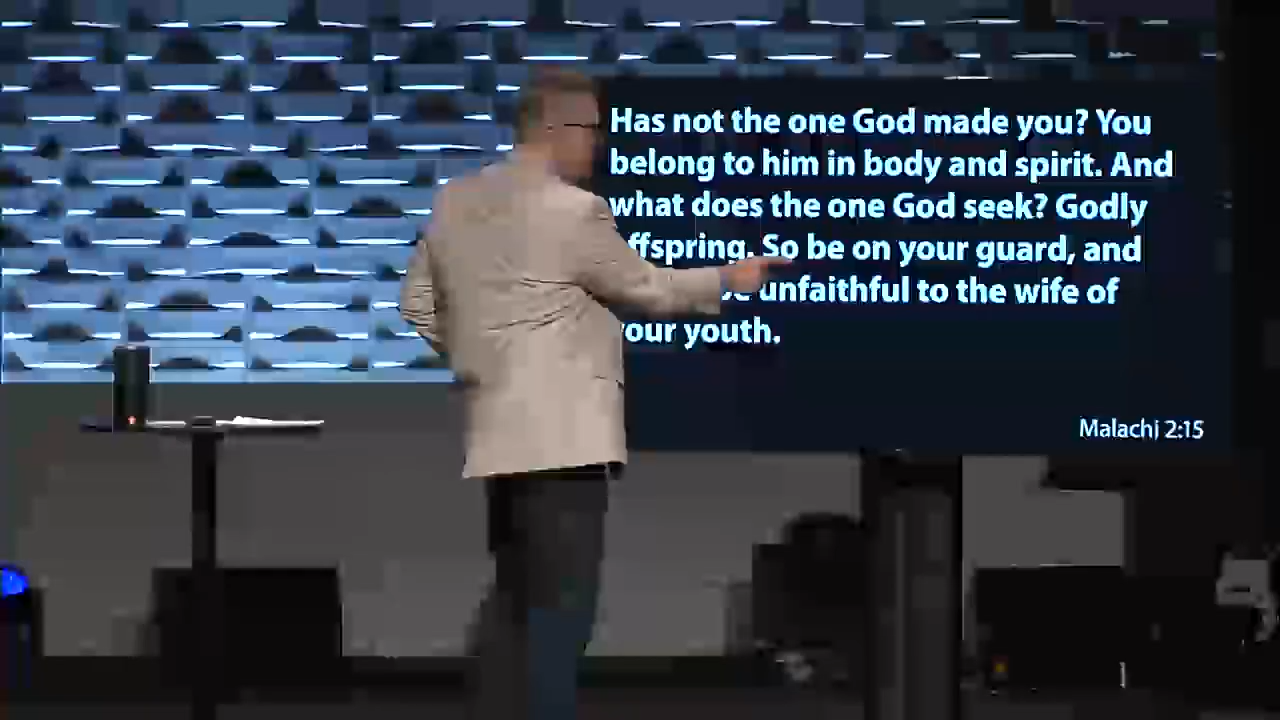 Has not the one God made you? You
belong to him in body and spirit. And
what does the one God seek? Godly
ffspring. So be on your guard, and
unfaithful to the wife of
your youth.
Malachi 2:15